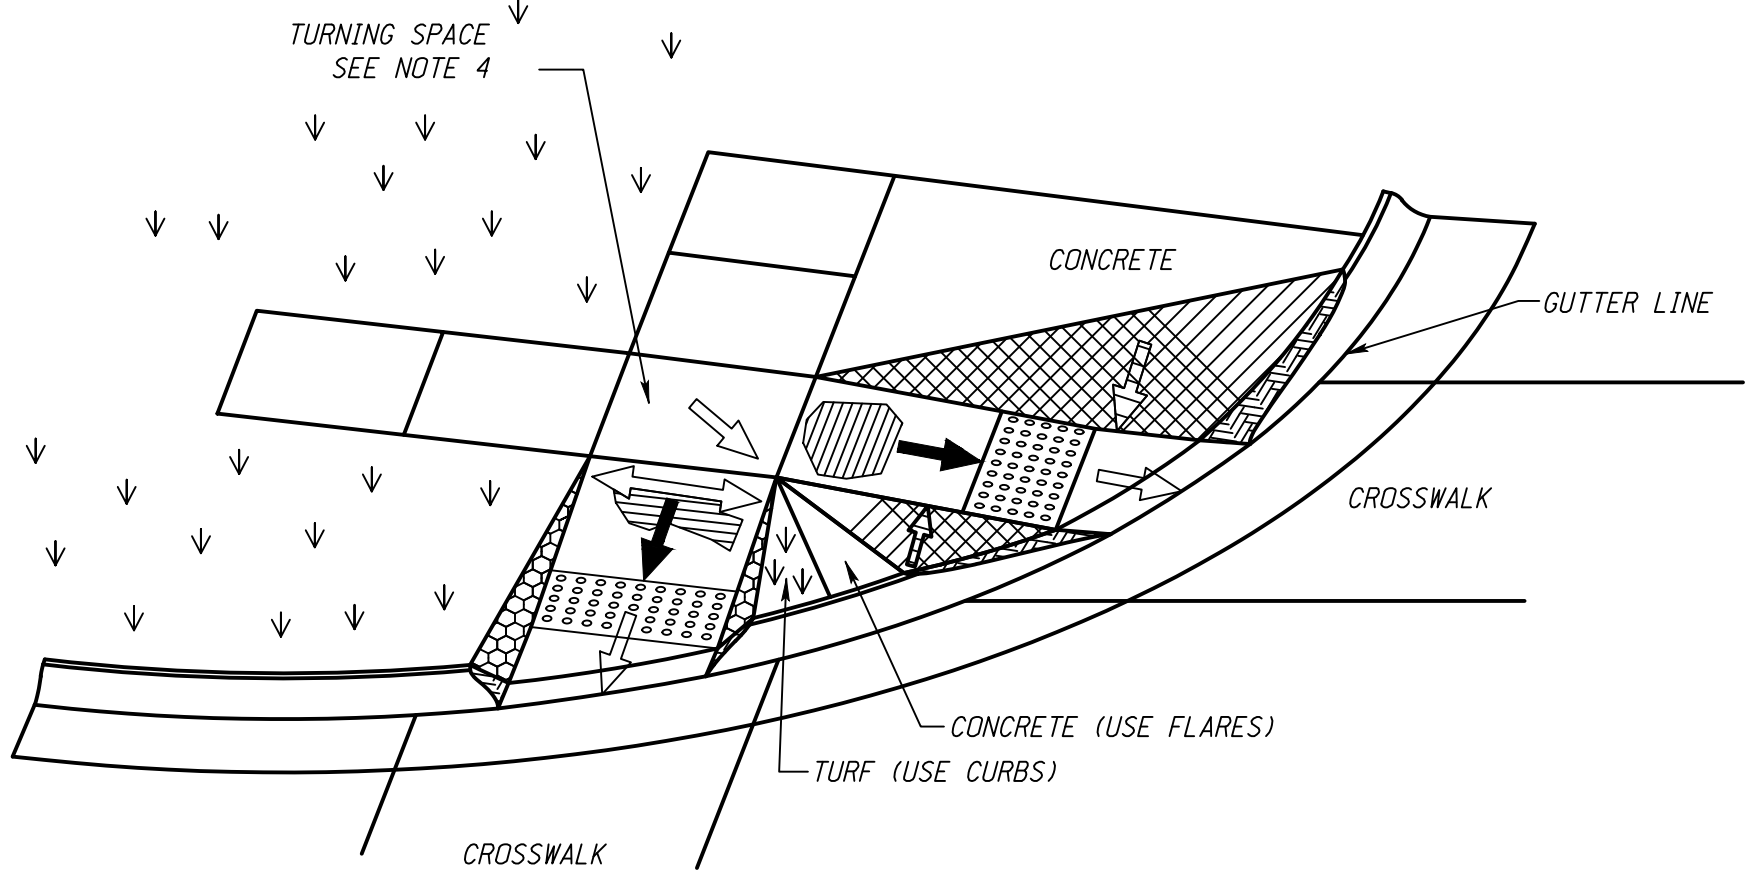 TURNING SPACE
SEE NOTE 4
CONCRETE
GUTTER LINE
CROSSWALK
CONCRETE (USE FLARES)
TURF (USE CURBS)
CROSSWALK